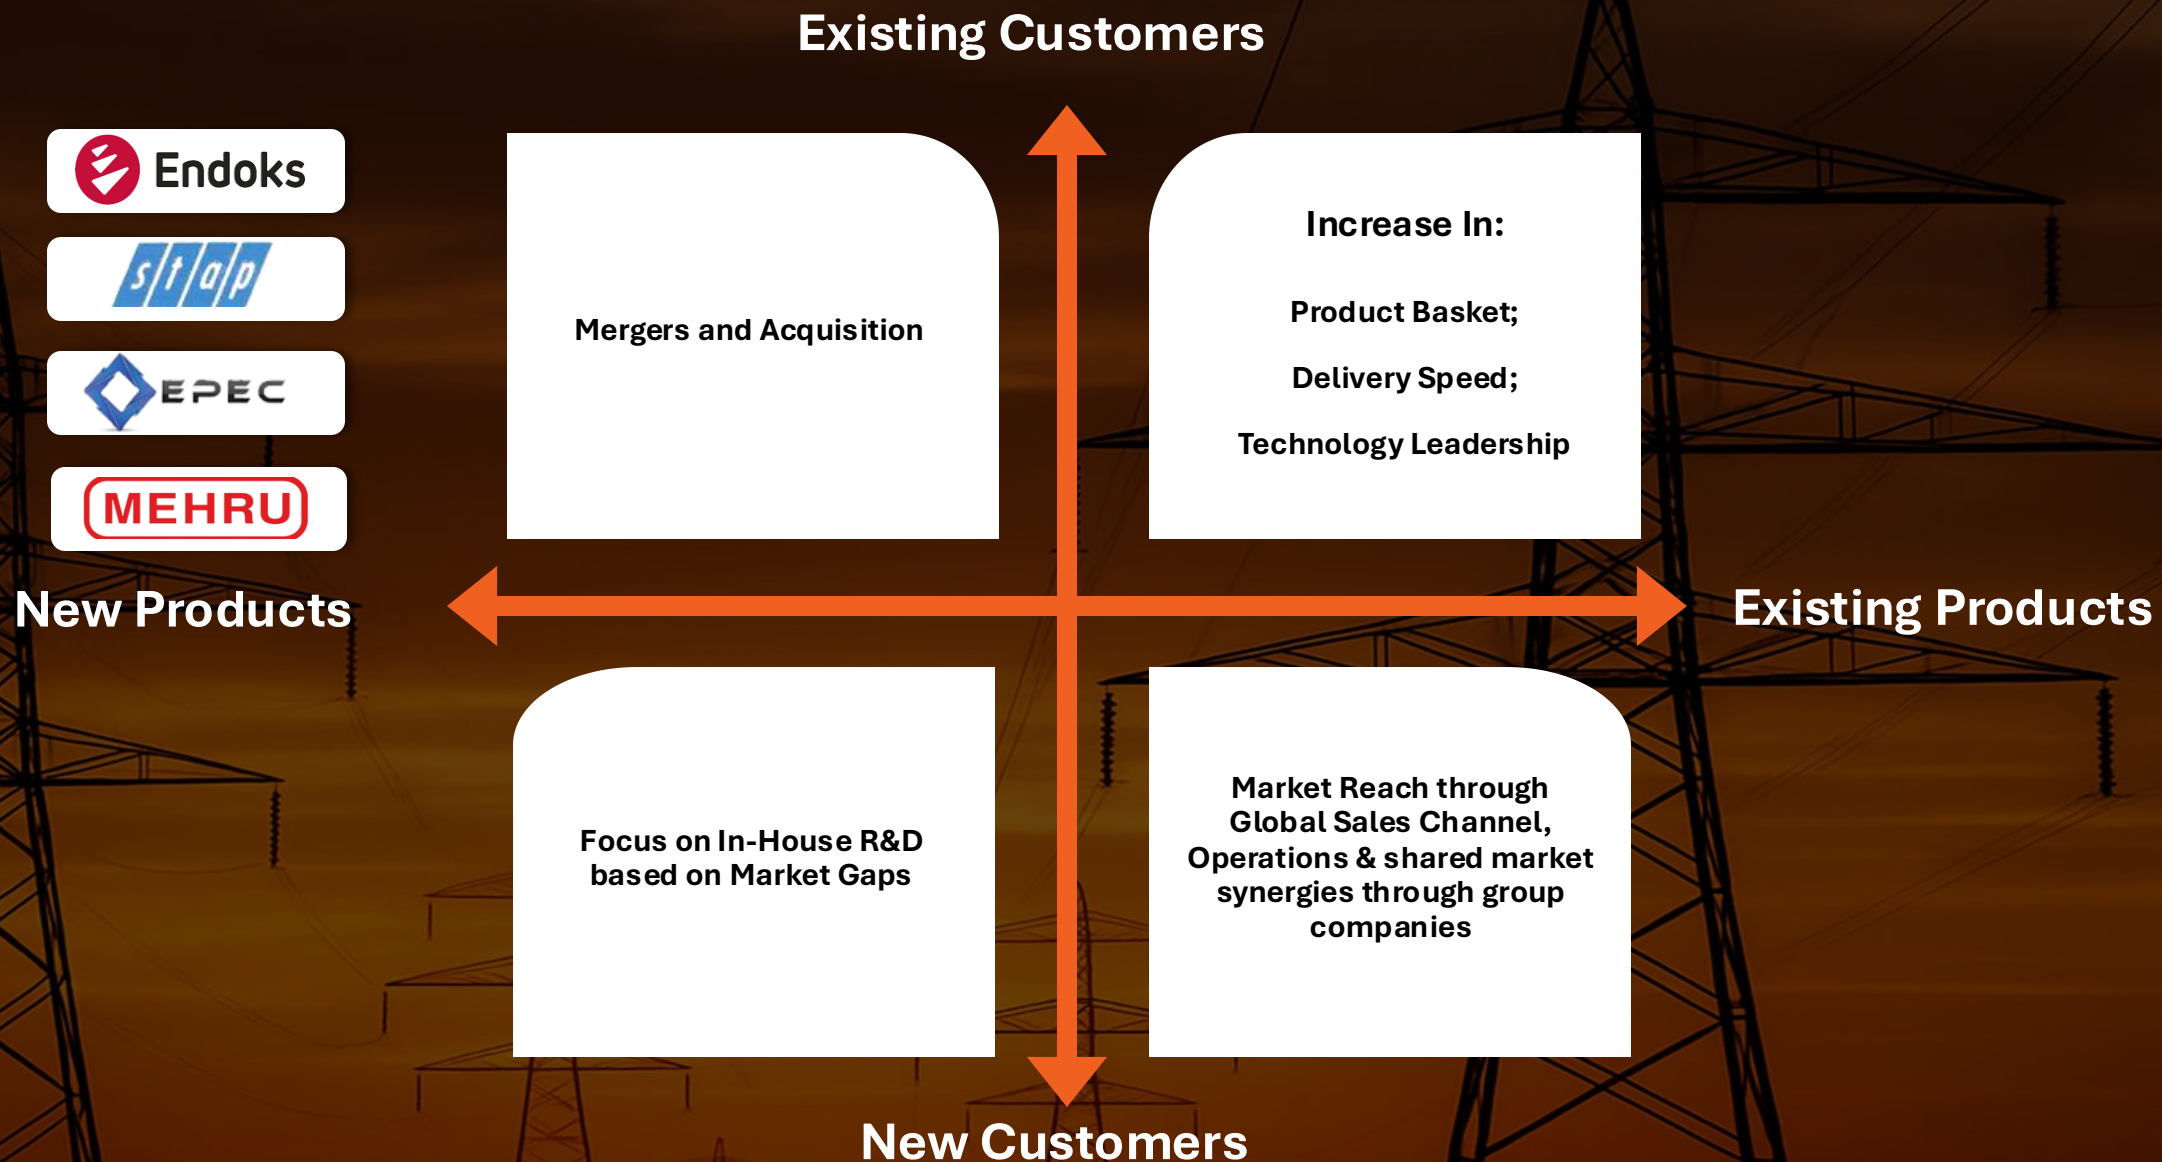 Existing Customers
Endoks
stap
EPEC
MEHRU
Mergers and Acquisition
Increase In:
Product Basket;
Delivery Speed;
Technology Leadership
New Products
Existing Products
Focus on In-House R&D
based on Market Gaps
Market Reach through
Global Sales Channel,
Operations & shared market
synergies through group
companies
New Customers